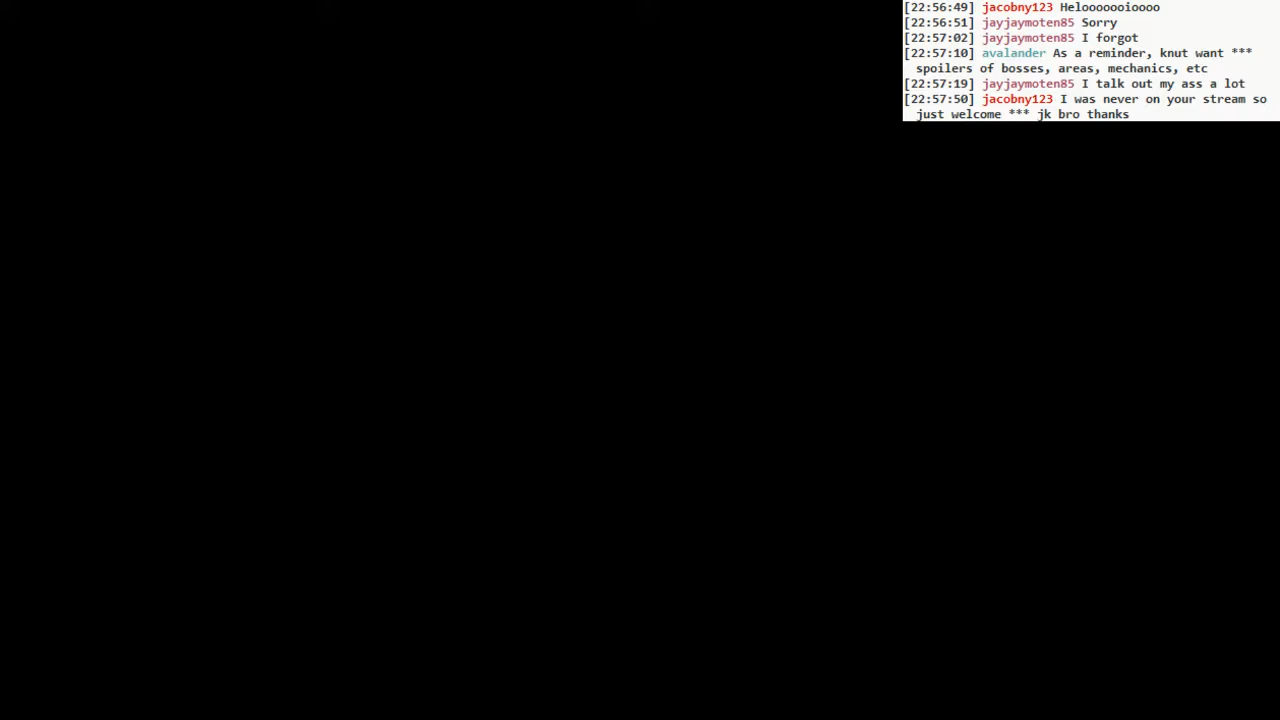 [22:56:49] jacobny123 Helooooooioooo
[22:56:51] jayjaymoten85 Sorry
[22:57:02] jayjaymoten85 I forgot
[22:57:10] avalander As a reminder, knut want ***
spoilers of bosses, areas, mechanics, etc
[22:57:19] jayjaymoten85 I talk out my ass a lot
[22:57:50] jacobny123 I was never on your stream so
just welcome *** jk bro thanks